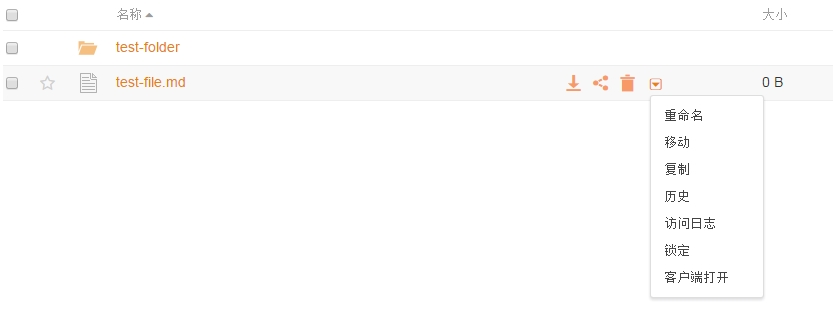 名称 大小
test-folder
test-file.md 0 B
重命名
移动
复制
历史
访问日志
锁定
客户端打开